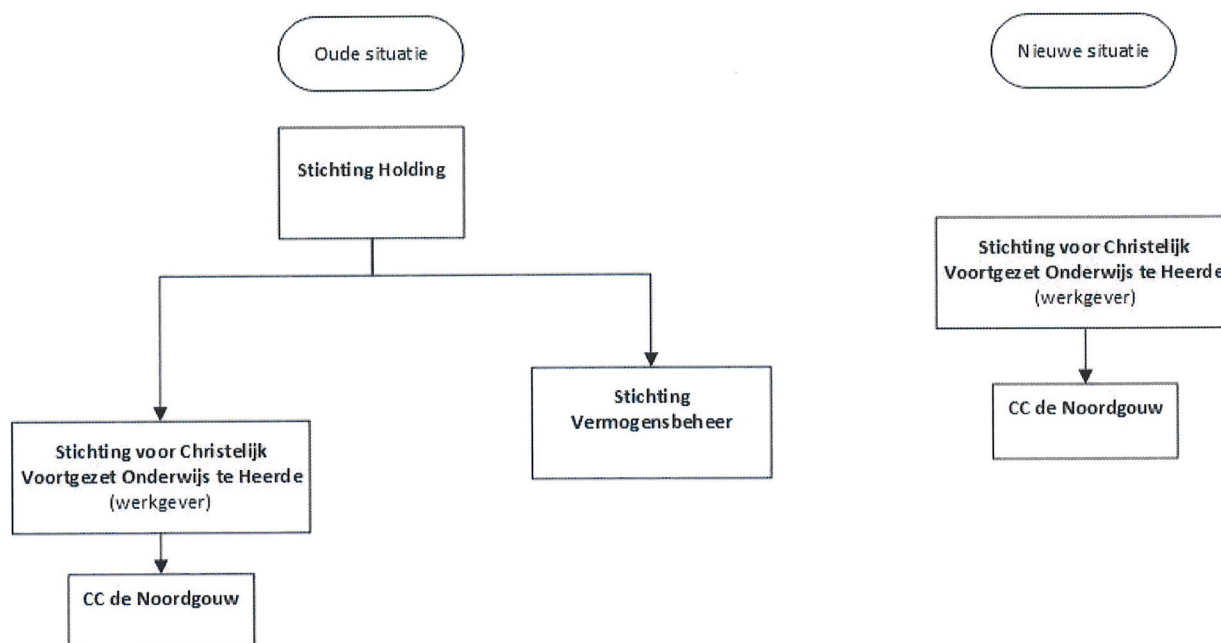 Oude situatie
Nieuwe situatie
Stichting Holding
Stichting voor Christelijk
Voortgezet Onderwijs te Heerde
(werkgever)
CC de Noordgouw
Stichting
Vermogensbeheer
Stichting voor Christelijk
Voortgezet Onderwijs te Heerde
(werkgever)
CC de Noordgouw